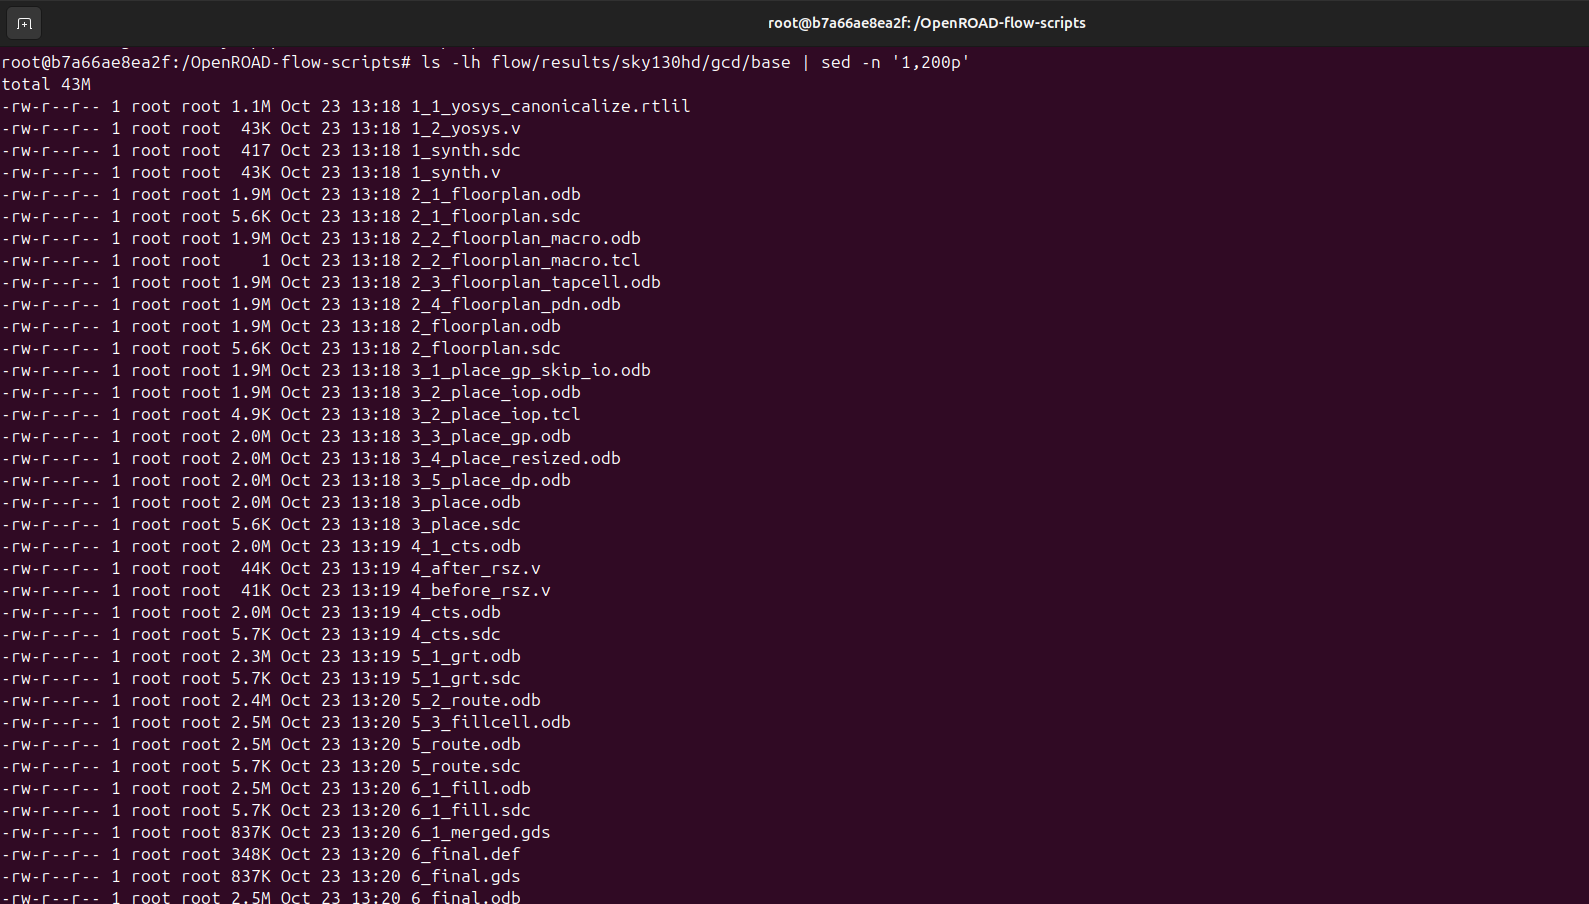 root@b7a66ae8ea2f: /OpenROAD-flow-scripts
root@b7a66ae8ea2f:/OpenROAD-flow-scripts# ls -lh flow/results/sky130hd/gcd/base | sed -n '1,200p'
total 43M
-rw-r--r-- 1 root root 1.1M Oct 23 13:18 1_1_yosys_canonicalize.rtlil
-rw-r--r-- 1 root root  43K Oct 23 13:18 1_2_yosys.v
-rw-r--r-- 1 root root  417 Oct 23 13:18 1_synth.sdc
-rw-r--r-- 1 root root  43K Oct 23 13:18 1_synth.v
-rw-r--r-- 1 root root 1.9M Oct 23 13:18 2_1_floorplan.odb
-rw-r--r-- 1 root root 5.6K Oct 23 13:18 2_1_floorplan.sdc
-rw-r--r-- 1 root root 1.9M Oct 23 13:18 2_2_floorplan_macro.odb
-rw-r--r-- 1 root root    1 Oct 23 13:18 2_2_floorplan_macro.tcl
-rw-r--r-- 1 root root 1.9M Oct 23 13:18 2_3_floorplan_tapcell.odb
-rw-r--r-- 1 root root 1.9M Oct 23 13:18 2_4_floorplan_pdn.odb
-rw-r--r-- 1 root root 1.9M Oct 23 13:18 2_floorplan.odb
-rw-r--r-- 1 root root 5.6K Oct 23 13:18 2_floorplan.sdc
-rw-r--r-- 1 root root 1.9M Oct 23 13:18 3_1_place_gp_skip_io.odb
-rw-r--r-- 1 root root 1.9M Oct 23 13:18 3_2_place_iop.odb
-rw-r--r-- 1 root root 4.9K Oct 23 13:18 3_2_place_iop.tcl
-rw-r--r-- 1 root root 2.0M Oct 23 13:18 3_3_place_gp.odb
-rw-r--r-- 1 root root 2.0M Oct 23 13:18 3_4_place_resized.odb
-rw-r--r-- 1 root root 2.0M Oct 23 13:18 3_5_place_dp.odb
-rw-r--r-- 1 root root 2.0M Oct 23 13:18 3_place.odb
-rw-r--r-- 1 root root 5.6K Oct 23 13:18 3_place.sdc
-rw-r--r-- 1 root root 2.0M Oct 23 13:19 4_1_cts.odb
-rw-r--r-- 1 root root  44K Oct 23 13:19 4_after_rsz.v
-rw-r--r-- 1 root root  41K Oct 23 13:19 4_before_rsz.v
-rw-r--r-- 1 root root 2.0M Oct 23 13:19 4_cts.odb
-rw-r--r-- 1 root root 5.7K Oct 23 13:19 4_cts.sdc
-rw-r--r-- 1 root root 2.3M Oct 23 13:19 5_1_grt.odb
-rw-r--r-- 1 root root 5.7K Oct 23 13:19 5_1_grt.sdc
-rw-r--r-- 1 root root 2.4M Oct 23 13:20 5_2_route.odb
-rw-r--r-- 1 root root 2.5M Oct 23 13:20 5_3_fillcell.odb
-rw-r--r-- 1 root root 2.5M Oct 23 13:20 5_route.odb
-rw-r--r-- 1 root root 5.7K Oct 23 13:20 5_route.sdc
-rw-r--r-- 1 root root 2.5M Oct 23 13:20 6_1_fill.odb
-rw-r--r-- 1 root root 5.7K Oct 23 13:20 6_1_fill.sdc
-rw-r--r-- 1 root root 837K Oct 23 13:20 6_1_merged.gds
-rw-r--r-- 1 root root 348K Oct 23 13:20 6_final.def
-rw-r--r-- 1 root root 837K Oct 23 13:20 6_final.gds
-rw-r--r-- 1 root root 2.5M Oct 23 13:20 6_final.odb